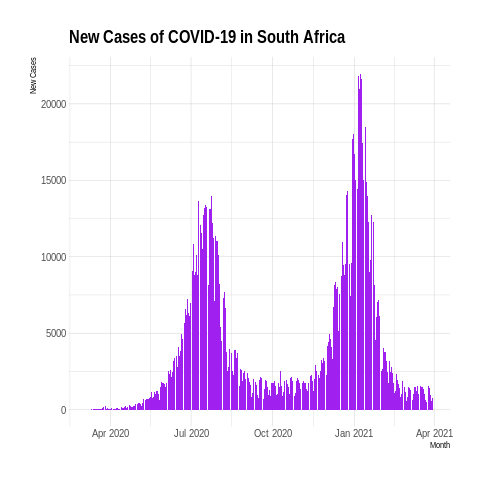 New Cases of COVID-19 in South Africa
New Cases
20000
15000
10000
5000
0
Apr 2020 Jul 2020 Oct 2020 Jan 2021 Apr 2021
Month